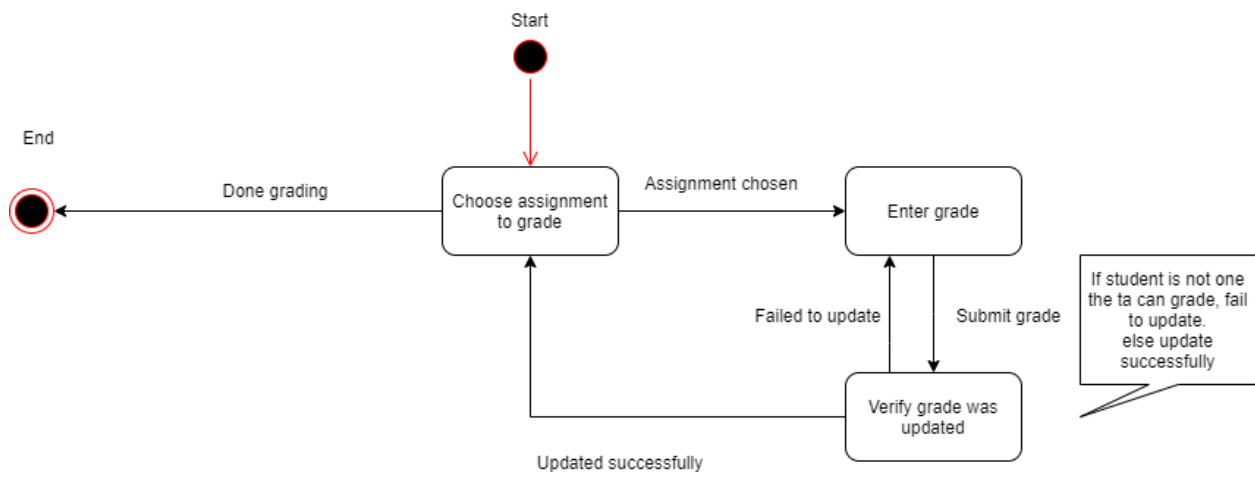 Start
End
Done grading
Choose assignment
to grade
Assignment chosen
Enter grade
Failed to update
Submit grade
If student is not one
the ta can grade, fail
to update.
else update
successfully
Verify grade was
updated
Updated successfully